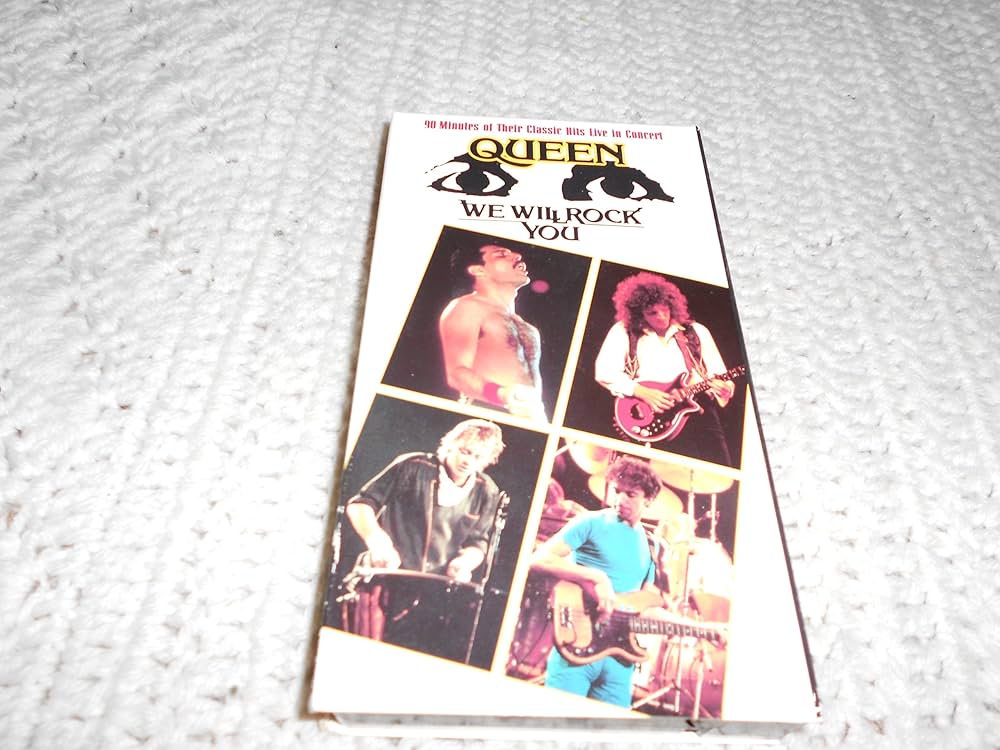 90 Minutes of Their Classic Hits Live in Concert
QUEEN
WE WILL ROCK
YOU